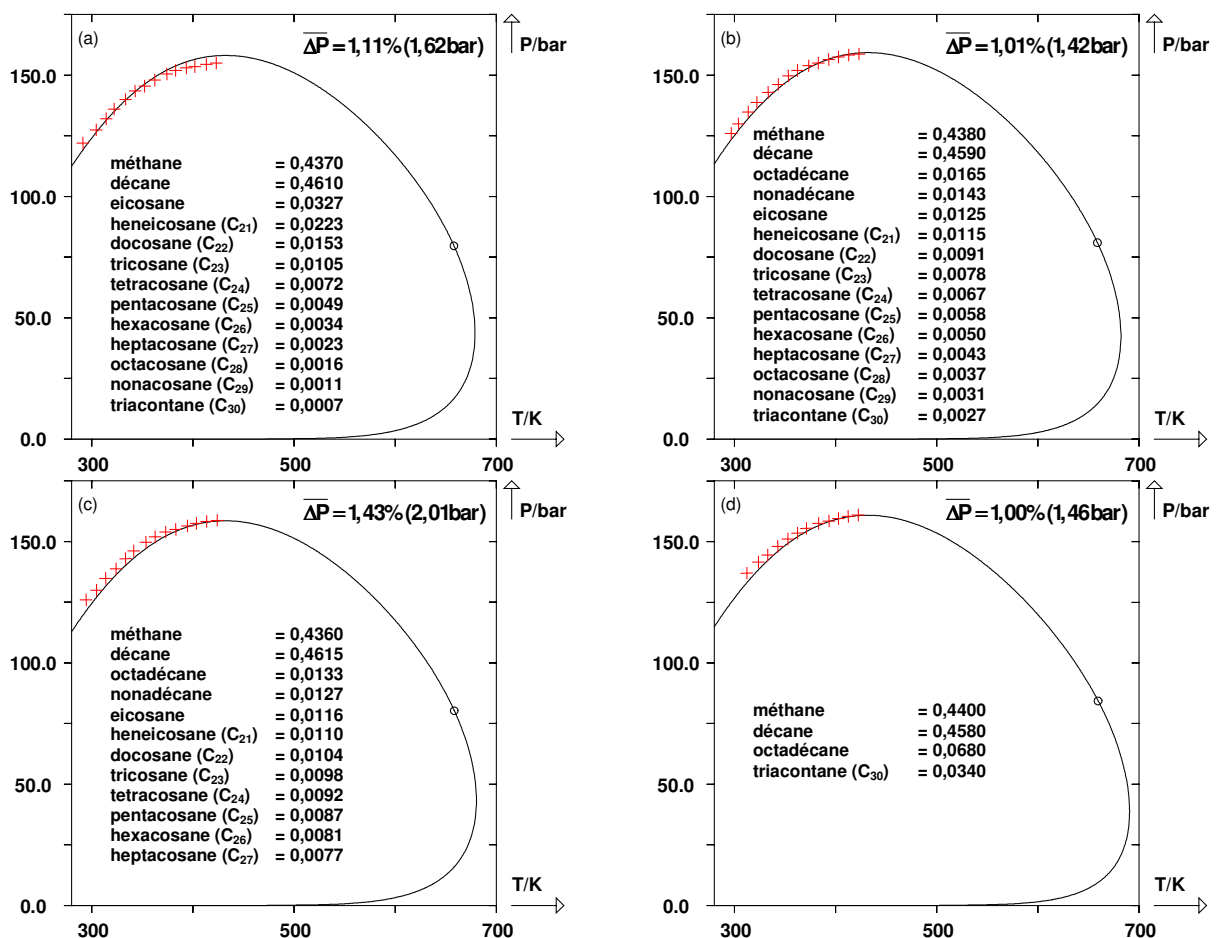 (a)
ΔP = 1,11% (1,62bar)
P/bar
150.0
100.0
50.0
0.0
méthane = 0,4370
décane = 0,4610
eicosane = 0,0327
heneicosane (C21) = 0,0223
docosane (C22) = 0,0153
tricosane (C23) = 0,0105
tetracosane (C24) = 0,0072
pentacosane (C25) = 0,0049
hexacosane (C26) = 0,0034
heptacosane (C27) = 0,0023
octacosane (C28) = 0,0016
nonacosane (C29) = 0,0011
triacontane (C30) = 0,0007
T/K
300 500 700
(b)
ΔP = 1,01% (1,42bar)
P/bar
150.0
100.0
50.0
0.0
méthane = 0,4380
décane = 0,4590
octadécane = 0,0165
nonadécane = 0,0143
eicosane = 0,0125
heneicosane (C21) = 0,0115
docosane (C22) = 0,0091
tricosane (C23) = 0,0078
tetracosane (C24) = 0,0067
pentacosane (C25) = 0,0058
hexacosane (C26) = 0,0050
heptacosane (C27) = 0,0043
octacosane (C28) = 0,0037
nonacosane (C29) = 0,0031
triacontane (C30) = 0,0027
T/K
300 500 700
(c)
ΔP = 1,43% (2,01bar)
P/bar
150.0
100.0
50.0
0.0
méthane = 0,4360
décane = 0,4615
octadécane = 0,0133
nonadécane = 0,0127
eicosane = 0,0116
heneicosane (C21) = 0,0110
docosane (C22) = 0,0104
tricosane (C23) = 0,0098
tetracosane (C24) = 0,0092
pentacosane (C25) = 0,0087
hexacosane (C26) = 0,0081
heptacosane (C27) = 0,0077
T/K
300 500 700
(d)
ΔP = 1,00% (1,46bar)
P/bar
150.0
100.0
50.0
0.0
méthane = 0,4400
décane = 0,4580
octadécane = 0,0680
triacontane (C30) = 0,0340
T/K
300 500 700